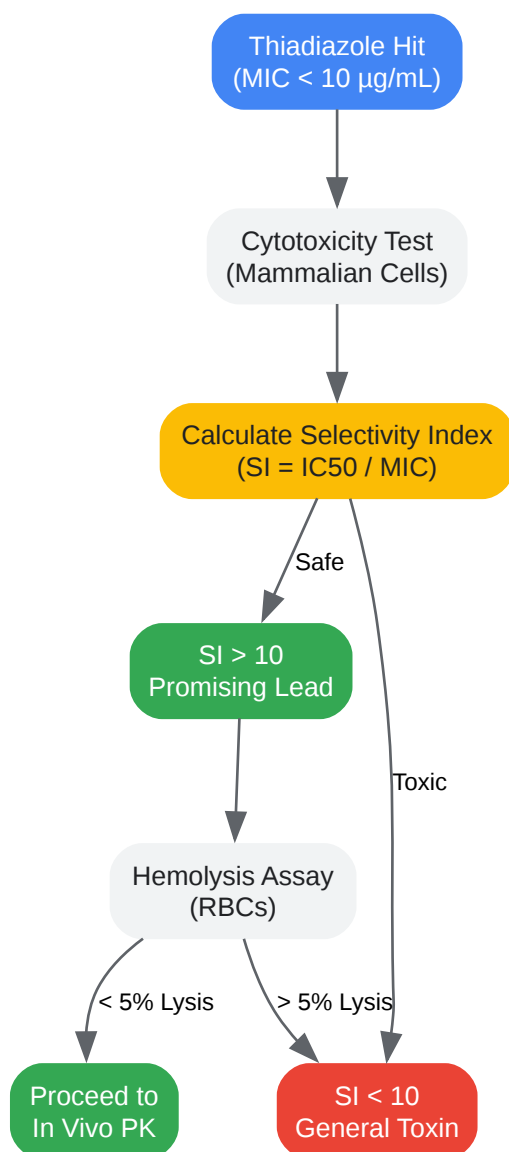 Thiadiazole Hit
(MIC < 10 µg/mL)
Cytotoxicity Test
(Mammalian Cells)
Calculate Selectivity Index
(SI = IC50 / MIC)
Safe
SI > 10
Promising Lead
Toxic
Hemolysis Assay
(RBCs)
< 5% Lysis
> 5% Lysis
Proceed to
In Vivo PK
SI < 10
General Toxin